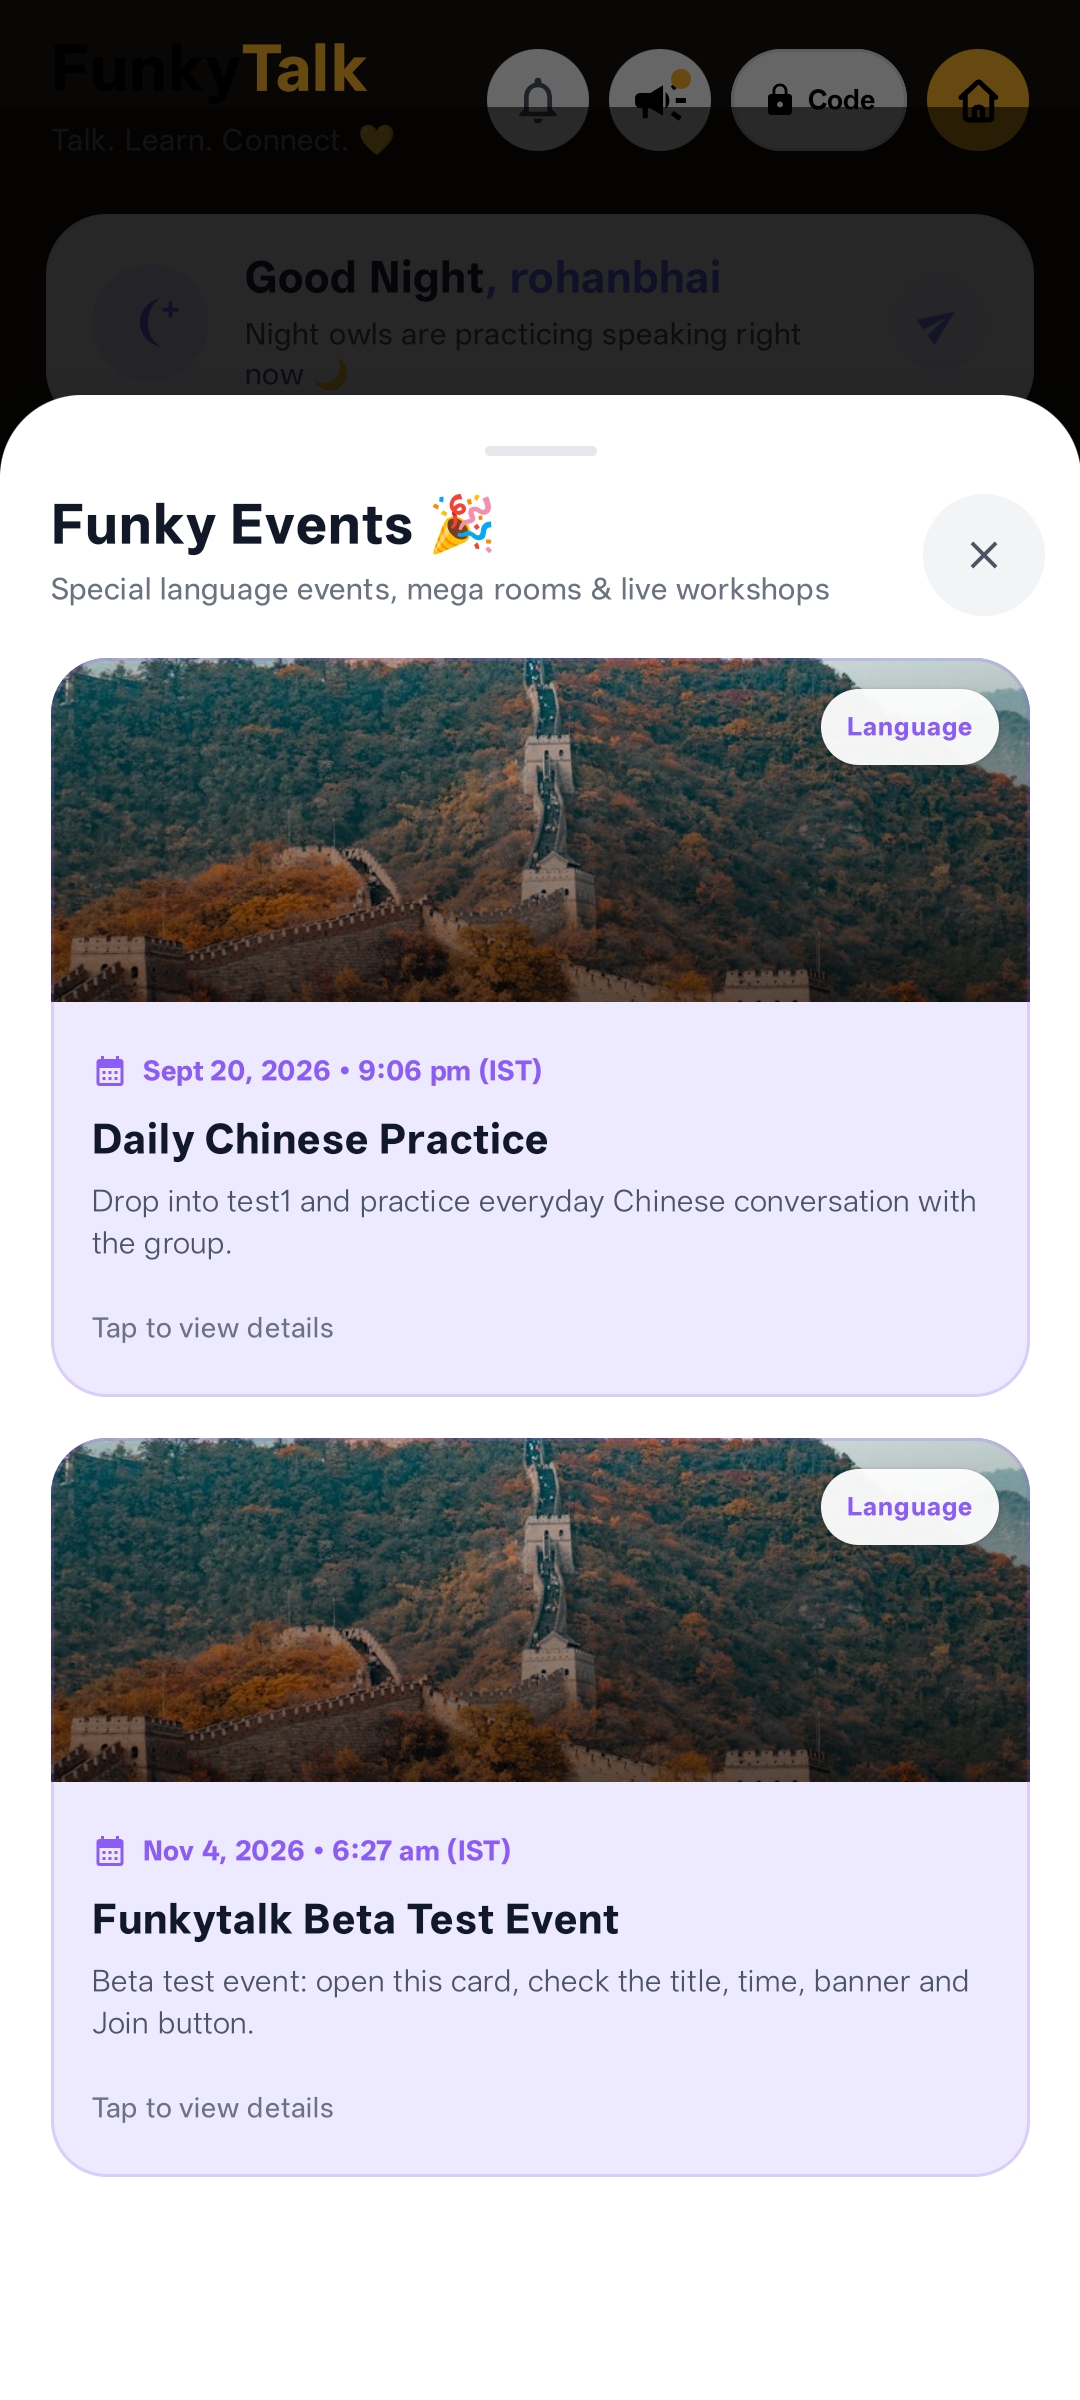 FunkyTalk
Talk. Learn. Connect. 💛
Code
Good Night, rohanbhai
Night owls are practicing speaking right
now 🌙
Funky Events 🎉
Special language events, mega rooms & live workshops
Language
Sept 20, 2026 • 9:06 pm (IST)
Daily Chinese Practice
Drop into test1 and practice everyday Chinese conversation with
the group.
Tap to view details
Language
Nov 4, 2026 • 6:27 am (IST)
Funkytalk Beta Test Event
Beta test event: open this card, check the title, time, banner and
Join button.
Tap to view details